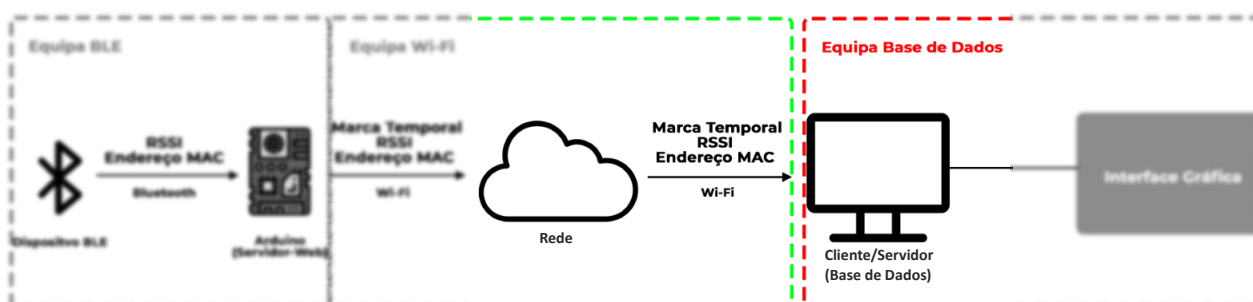 Equipa BLE
Equipa Wi-Fi
Equipa Base de Dados
RSSI
Endereço MAC
Bluetooth
Marca Temporal
RSSI
Endereço MAC
Wi-Fi
Marca Temporal
RSSI
Endereço MAC
Wi-Fi
Interface Gráfica
Dispositvo BLE
Arduino
(Servidor-Web)
Rede
Cliente/Servidor
(Base de Dados)